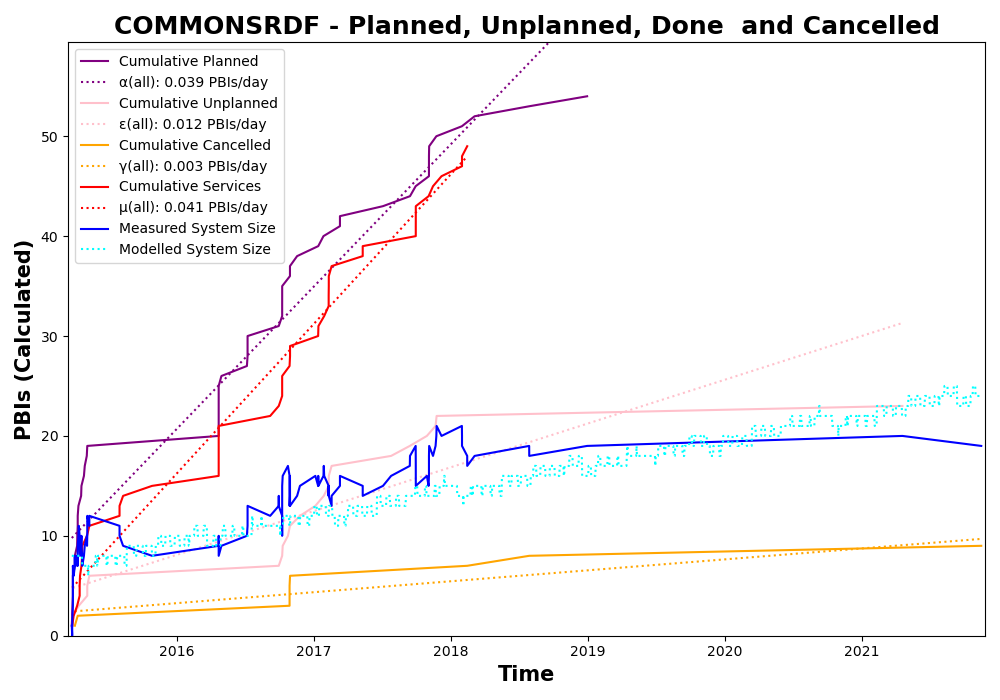 COMMONSRDF - Planned, Unplanned, Done  and Cancelled
Cumulative Planned
α(all): 0.039 PBIs/day
Cumulative Unplanned
ε(all): 0.012 PBIs/day
Cumulative Cancelled
γ(all): 0.003 PBIs/day
Cumulative Services
μ(all): 0.041 PBIs/day
Measured System Size
Modelled System Size
PBIs (Calculated)
50
40
30
20
10
0
2016 2017 2018 2019 2020 2021
Time